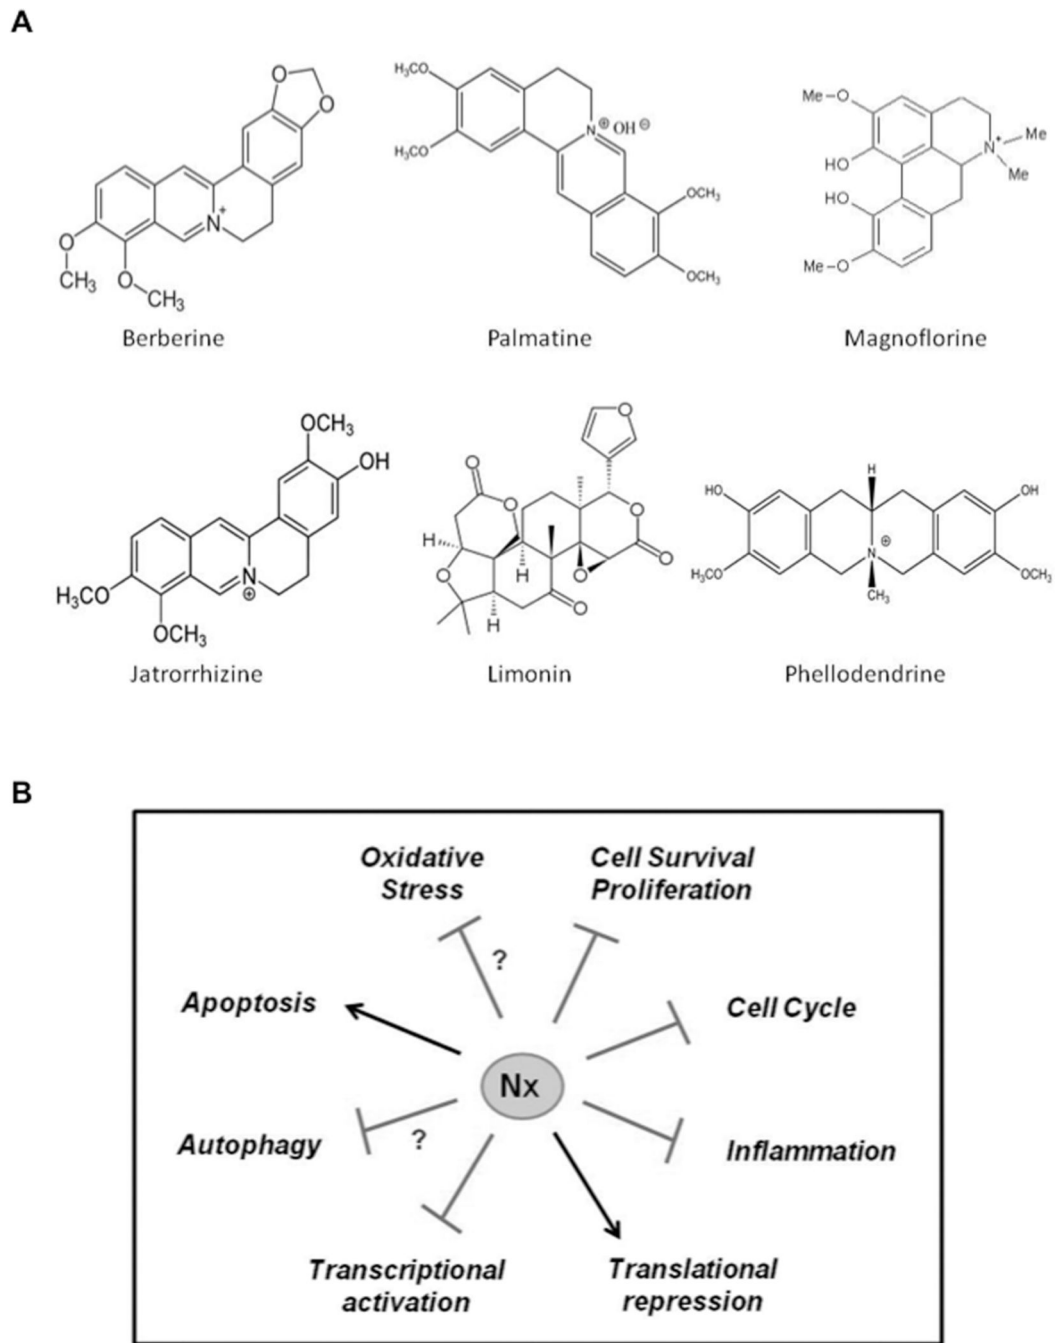 A
Berberine
O
O
N+
O
CH3
O
CH3
Palmatine
H3CO
H3CO
N⊕ OH⊖
OCH3
OCH3
Magnoflorine
Me–O
HO
HO
Me–O
N+
Me
Me
Jatrorrhizine
OCH3
OH
H3CO
OCH3
N
⊕
Limonin
O
O
O
O
O
H
H
O
O
O
H
Phellodendrine
H
HO
OH
H3CO
N
⊕
CH3
OCH3
B
Oxidative
Stress
Cell Survival
Proliferation
?
Apoptosis
Cell Cycle
Nx
Autophagy
?
Inflammation
Transcriptional
activation
Translational
repression